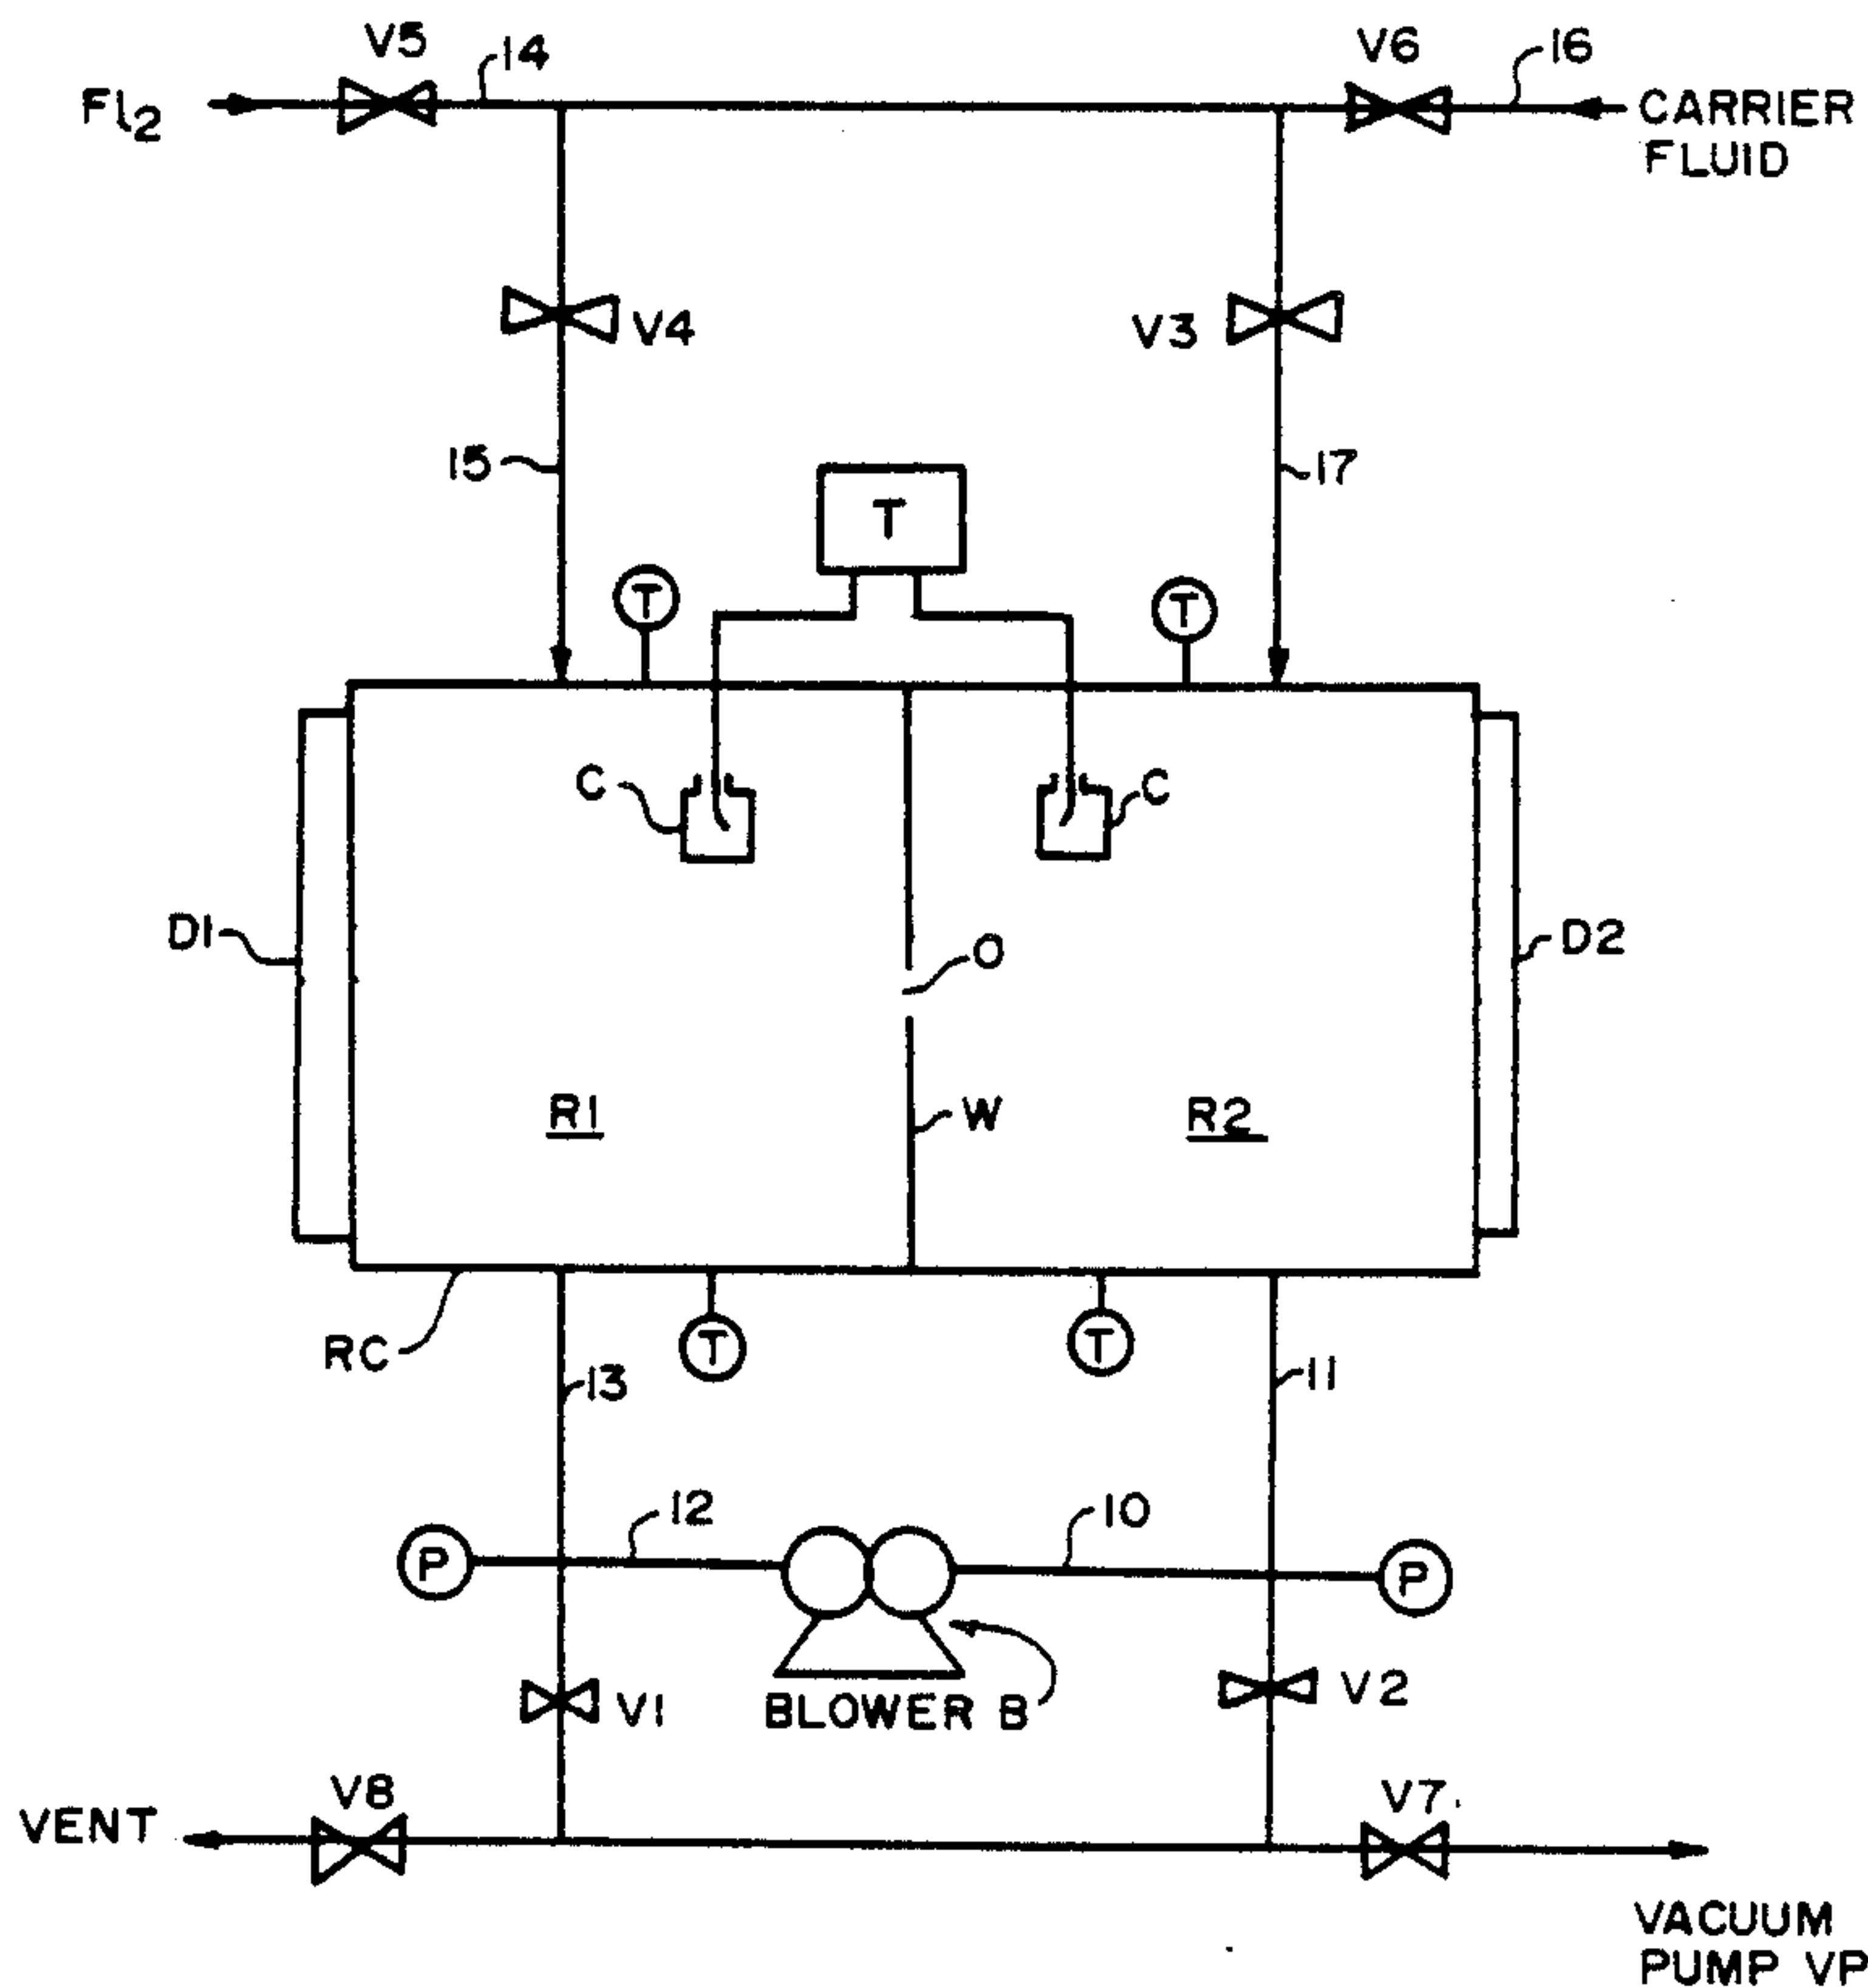 V5
14
V6
16
Fl₂
CARRIER
FLUID
V4
V3
15
17
T
T
T
C
C
D1
O
D2
R1
W
R2
RC
T
T
13
11
12
10
P
P
V1
BLOWER B
V2
V8
V7
VENT
VACUUM
PUMP VP